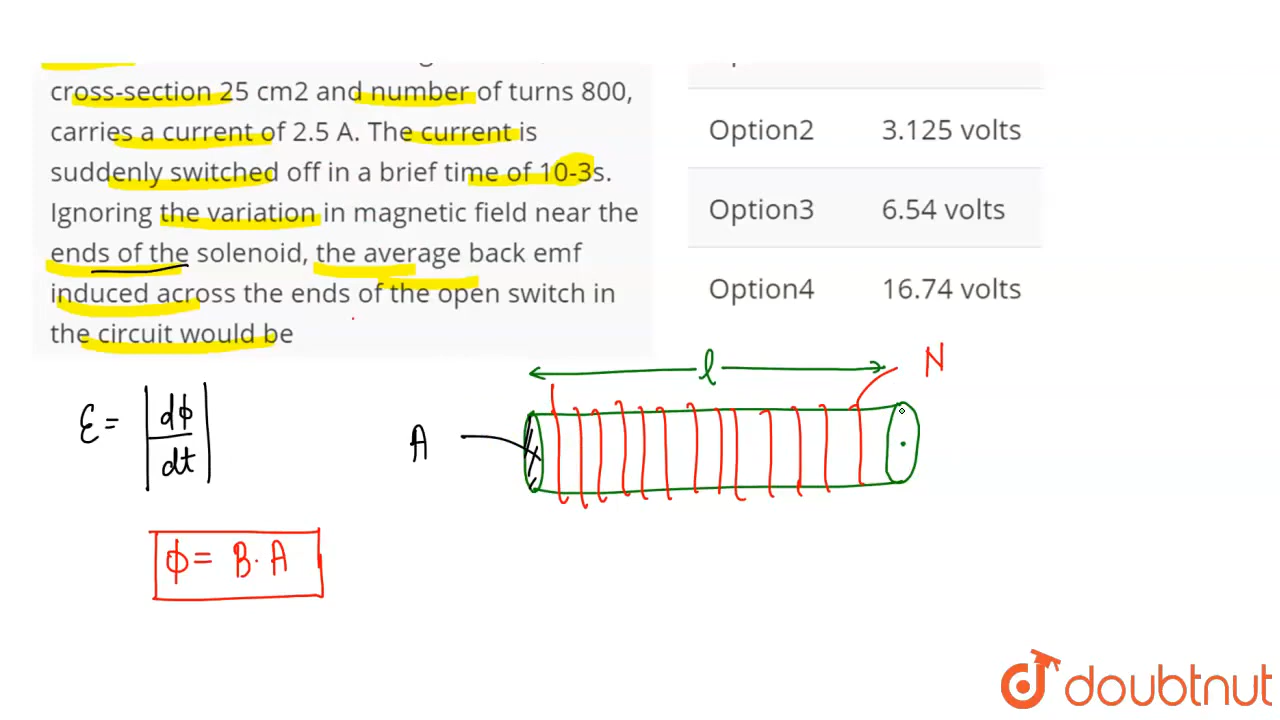 cross-section 25 cm2 and number of turns 800,
carries a current of 2.5 A. The current is
suddenly switched off in a brief time of 10-3s.
Ignoring the variation in magnetic field near the
ends of the solenoid, the average back emf
induced across the ends of the open switch in
the circuit would be
Option2 3.125 volts
Option3 6.54 volts
Option4 16.74 volts
l
N
ε = |dϕ/dt|
A
ϕ = B. A
doubtnut